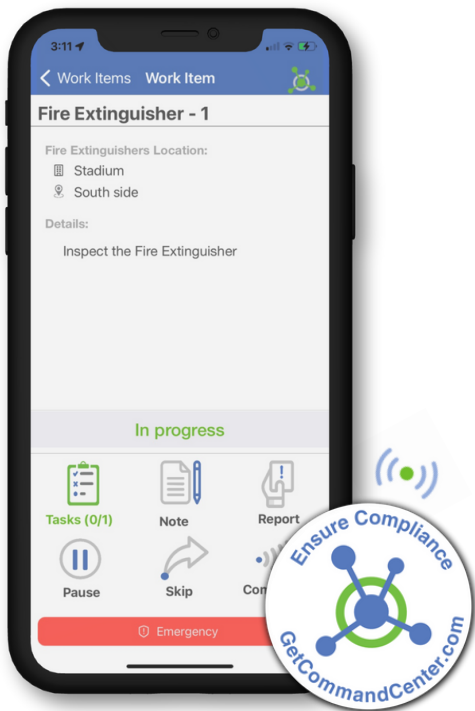 3:11
Work Items Work Item
Fire Extinguisher - 1
Fire Extinguishers Location:
Stadium
South side
Details:
Inspect the Fire Extinguisher
In progress
Tasks (0/1) Note Report
Pause Skip
Emergency
Ensure Compliance
GetCommandCenter.com